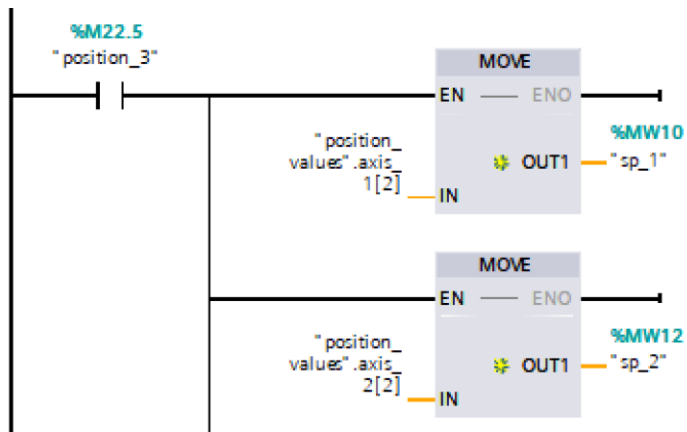 %M22.5
"position_3"
MOVE
EN ENO
%MW10
"position_
values".axis_
1[2]
OUT1
"sp_1"
IN
MOVE
EN ENO
%MW12
"position_
values".axis_
2[2]
OUT1
"sp_2"
IN